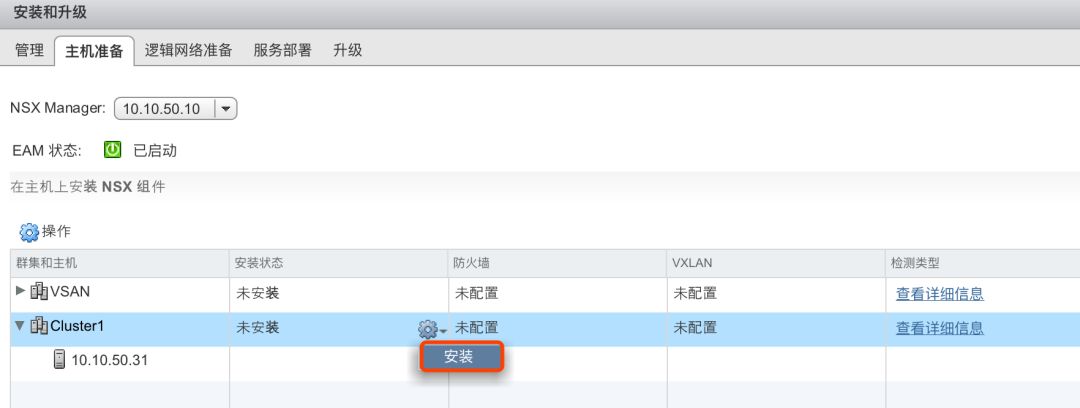 安装和升级
管理 主机准备 逻辑网络准备 服务部署 升级
NSX Manager: 10.10.50.10
EAM 状态: 已启动
在主机上安装 NSX 组件
操作
群集和主机 安装状态 防火墙 VXLAN 检测类型
VSAN 未安装 未配置 未配置 查看详细信息
Cluster1 未安装 未配置 未配置 查看详细信息
10.10.50.31 安装